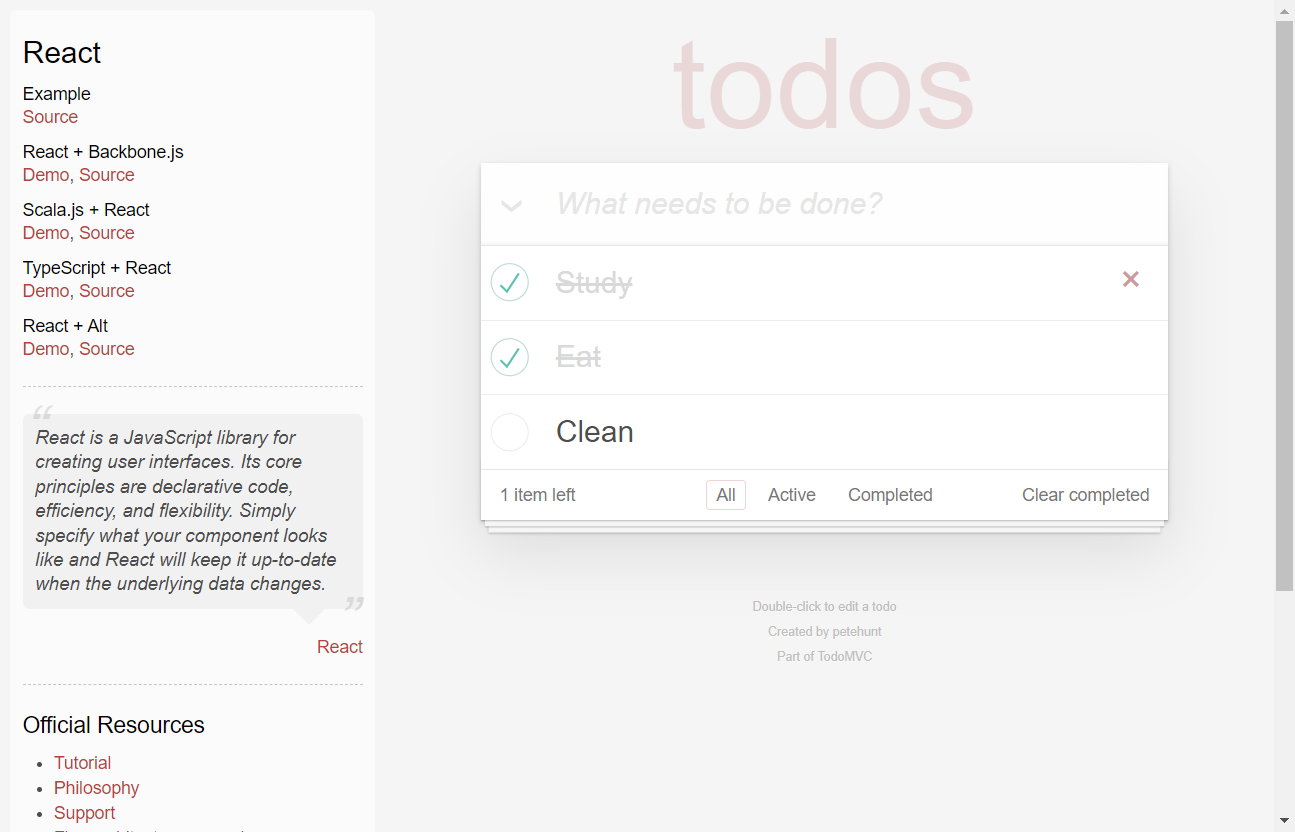 React
Example
Source
React + Backbone.js
Demo, Source
Scala.js + React
Demo, Source
TypeScript + React
Demo, Source
React + Alt
Demo, Source
“
React is a JavaScript library for
creating user interfaces. Its core
principles are declarative code,
efficiency, and flexibility. Simply
specify what your component looks
like and React will keep it up-to-date
when the underlying data changes.
”
React
Official Resources
Tutorial
Philosophy
Support
todos
What needs to be done?
Study
Eat
Clean
1 item left
All
Active
Completed
Clear completed
Double-click to edit a todo
Created by petehunt
Part of TodoMVC